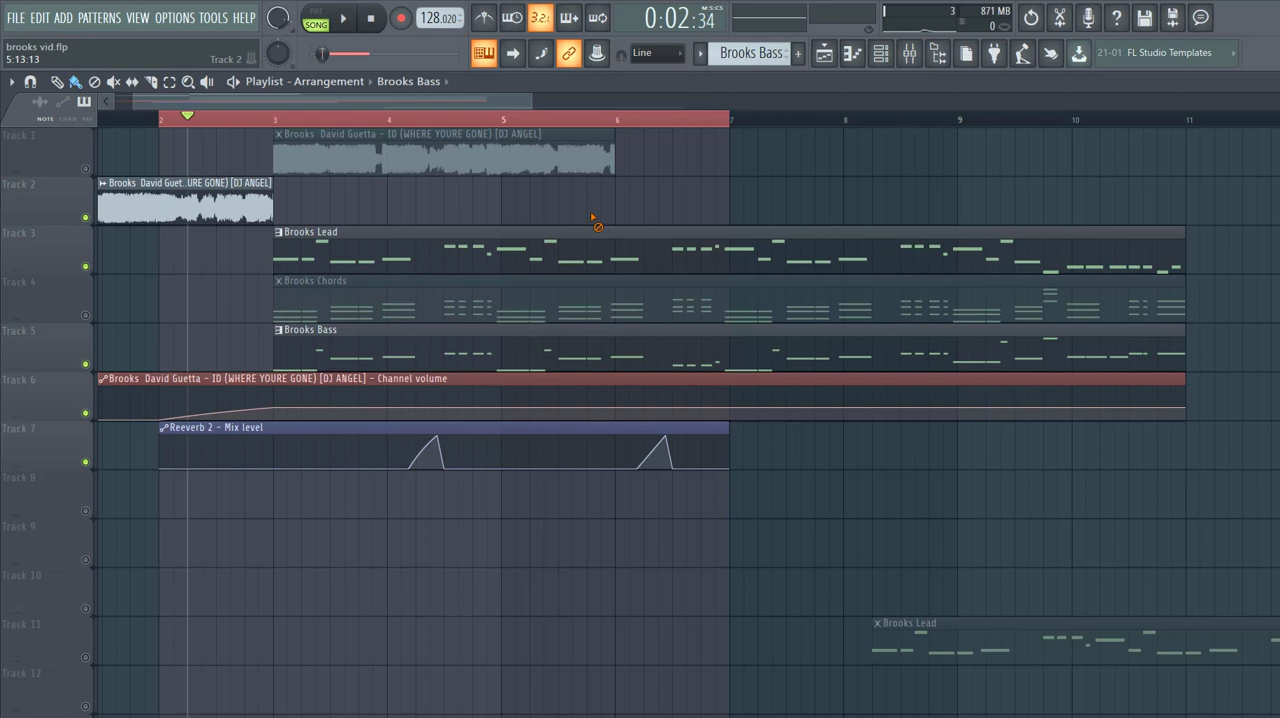 FILE EDIT ADD PATTERNS VIEW OPTIONS TOOLS HELP
PAT
SONG
128.020
3.2.
0:02:34
M:S:CS
3
871 MB
0
brooks vid.flp
5:13:13
Track 2
Line
Brooks Bass
21-01 FL Studio Templates
Playlist - Arrangement
Brooks Bass
NOTE CHAN PAT
2 3 4 5 6 7 8 9 10 11
Track 1
Brooks David Guetta - ID (WHERE YOURE GONE) [DJ ANGEL]
Track 2
Brooks David Guet..URE GONE) [DJ ANGEL]
Track 3
Brooks Lead
Track 4
Brooks Chords
Track 5
Brooks Bass
Track 6
Brooks David Guetta - ID (WHERE YOURE GONE) [DJ ANGEL] - Channel volume
Track 7
Reeverb 2 - Mix level
Track 8
Track 9
Track 10
Track 11
Brooks Lead
Track 12